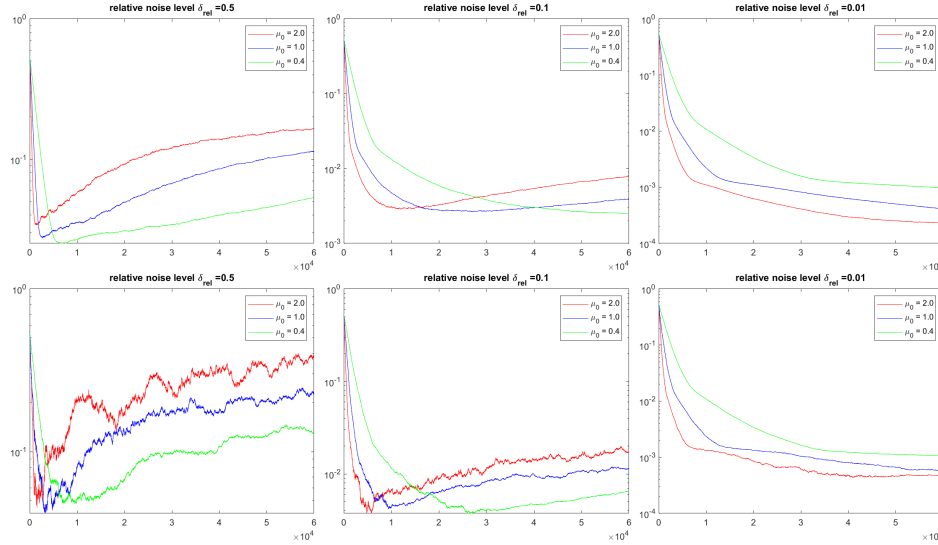 relative noise level δrel =0.5
10^0
10^-1
μ0 = 2.0
μ0 = 1.0
μ0 = 0.4
0 1 2 3 4 5 6
×10^4
relative noise level δrel =0.1
10^0
10^-1
10^-2
10^-3
μ0 = 2.0
μ0 = 1.0
μ0 = 0.4
0 1 2 3 4 5 6
×10^4
relative noise level δrel =0.01
10^0
10^-1
10^-2
10^-3
10^-4
μ0 = 2.0
μ0 = 1.0
μ0 = 0.4
0 1 2 3 4 5 6
×10^4
relative noise level δrel =0.5
10^0
10^-1
μ0 = 2.0
μ0 = 1.0
μ0 = 0.4
0 1 2 3 4 5 6
×10^4
relative noise level δrel =0.1
10^0
10^-1
10^-2
μ0 = 2.0
μ0 = 1.0
μ0 = 0.4
0 1 2 3 4 5 6
×10^4
relative noise level δrel =0.01
10^0
10^-1
10^-2
10^-3
10^-4
μ0 = 2.0
μ0 = 1.0
μ0 = 0.4
0 1 2 3 4 5 6
×10^4